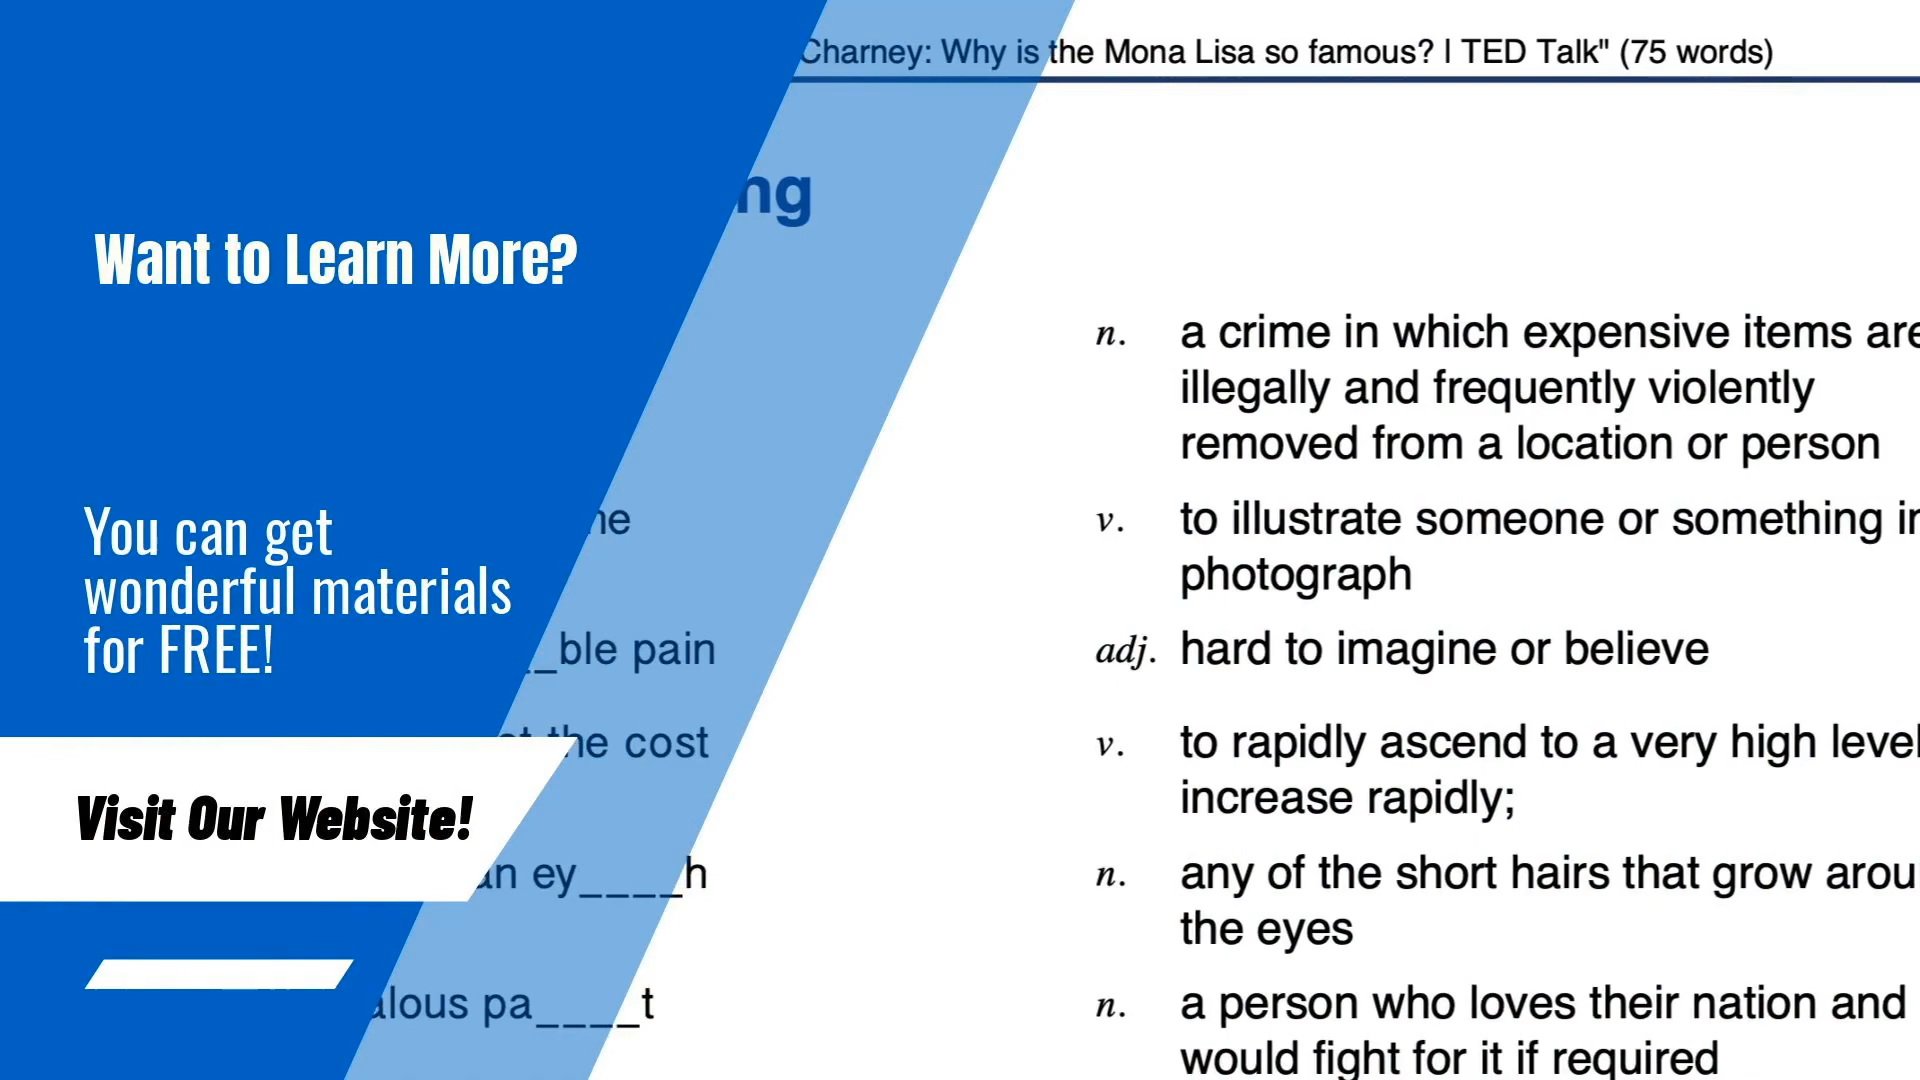 Charney: Why is the Mona Lisa so famous? | TED Talk" (75 words)
ng
Want to Learn More?
You can get
wonderful materials
for FREE!
Visit Our Website!
n. a crime in which expensive items are
illegally and frequently violently
removed from a location or person
v. to illustrate someone or something in
photograph
_ble pain
adj. hard to imagine or believe
the cost
v. to rapidly ascend to a very high level
increase rapidly;
an ey____h
n. any of the short hairs that grow arou
the eyes
alous pa____t
n. a person who loves their nation and
would fight for it if required